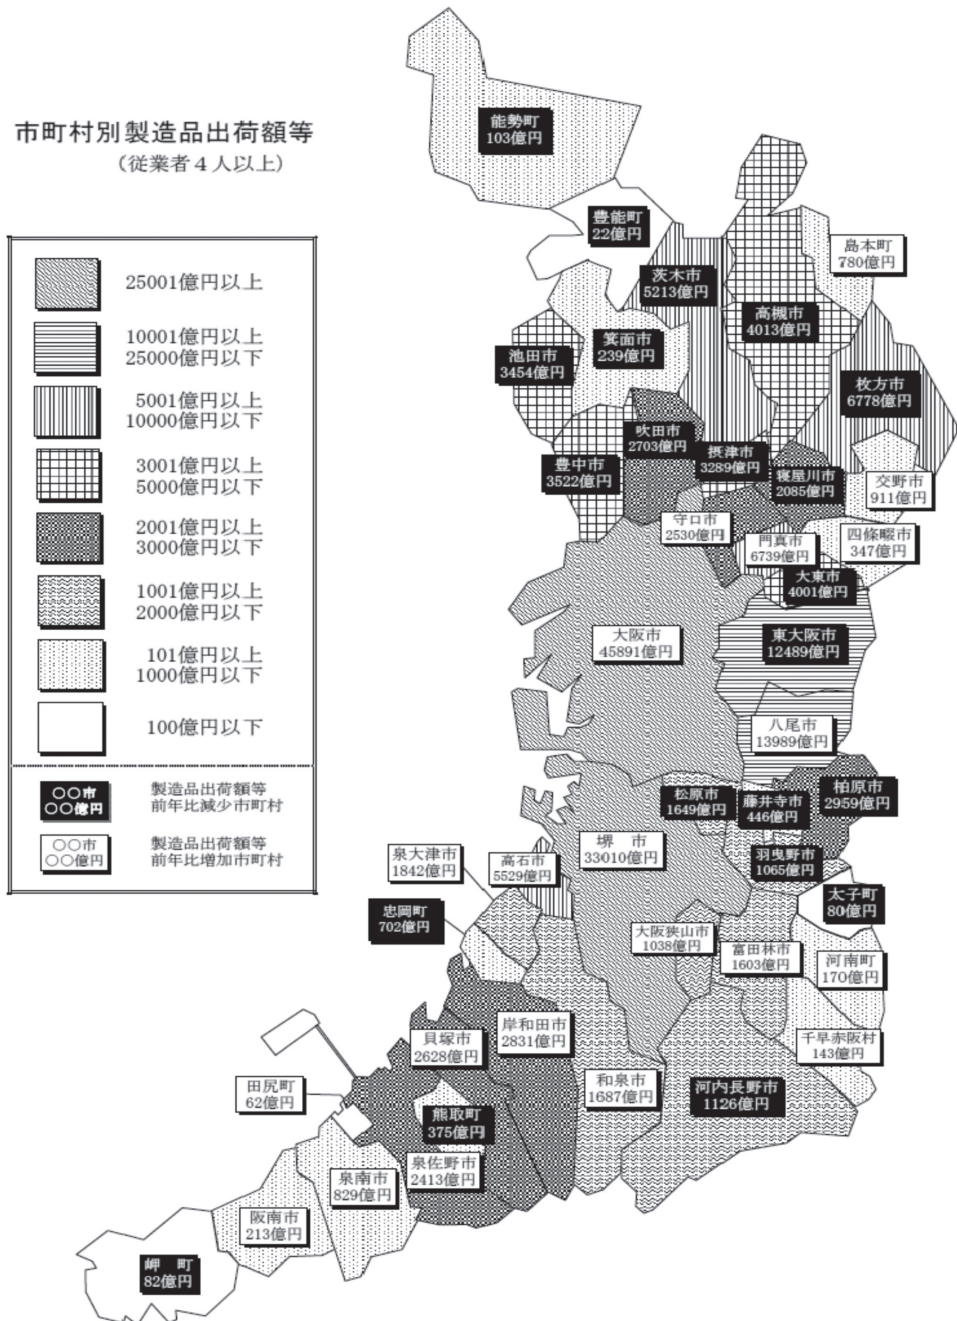 市町村別製造品出荷額等
（従業者４人以上）
25001億円以上
10001億円以上
25000億円以下
5001億円以上
10000億円以下
3001億円以上
5000億円以下
2001億円以上
3000億円以下
1001億円以上
2000億円以下
101億円以上
1000億円以下
100億円以下
○○市
○○億円
製造品出荷額等
前年比減少市町村
○○市
○○億円
製造品出荷額等
前年比増加市町村
能勢町
103億円
豊能町
22億円
島本町
780億円
茨木市
5213億円
高槻市
4013億円
箕面市
239億円
池田市
3454億円
枚方市
6778億円
吹田市
2703億円
摂津市
3289億円
豊中市
3522億円
寝屋川市
2085億円
交野市
911億円
守口市
2530億円
門真市
6739億円
四條畷市
347億円
大東市
4001億円
大阪市
45891億円
東大阪市
12489億円
八尾市
13989億円
松原市
1649億円
藤井寺市
446億円
柏原市
2959億円
堺　市
33010億円
羽曳野市
1065億円
泉大津市
1842億円
高石市
5529億円
太子町
80億円
忠岡町
702億円
大阪狭山市
1038億円
富田林市
1603億円
河南町
170億円
岸和田市
2831億円
貝塚市
2628億円
千早赤阪村
143億円
田尻町
62億円
和泉市
1687億円
河内長野市
1126億円
熊取町
375億円
泉佐野市
2413億円
泉南市
829億円
阪南市
213億円
岬　町
82億円